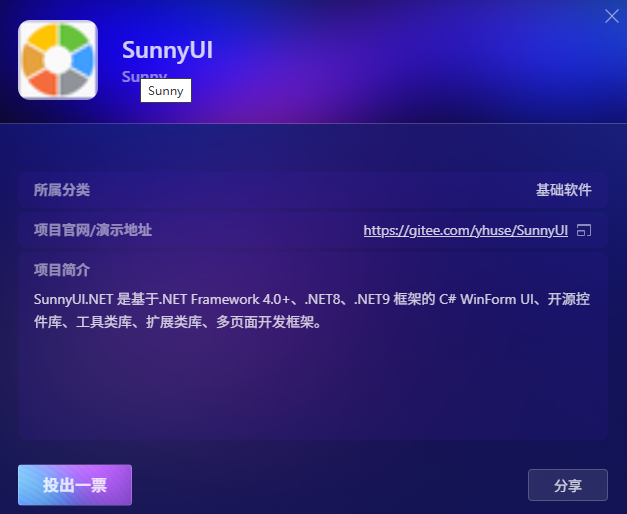 SunnyUI
Sunny
Sunny
所属分类
基础软件
项目官网/演示地址
https://gitee.com/yhuse/SunnyUI
项目简介
SunnyUI.NET 是基于.NET Framework 4.0+、.NET8、.NET9 框架的 C# WinForm UI、开源控
件库、工具类库、扩展类库、多页面开发框架。
投出一票
分享